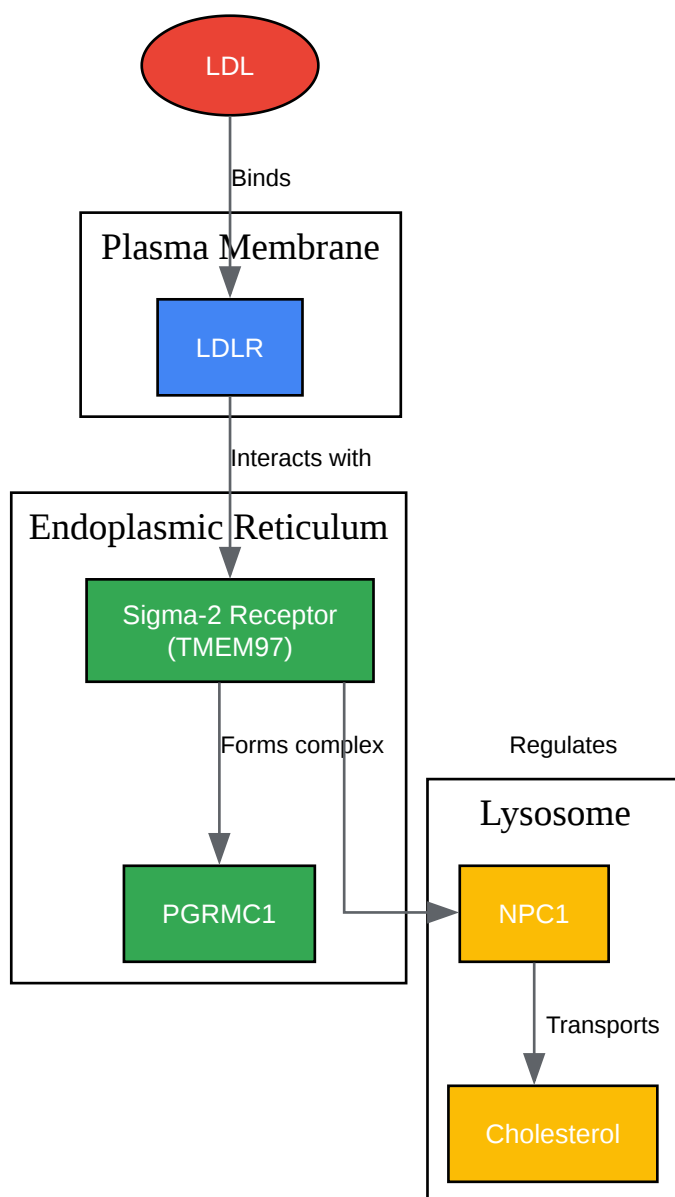 LDL
Binds
Plasma Membrane
LDLR
Interacts with
Endoplasmic Reticulum
Sigma-2 Receptor
(TMEM97)
Forms complex
Regulates
Lysosome
PGRMC1
NPC1
Transports
Cholesterol